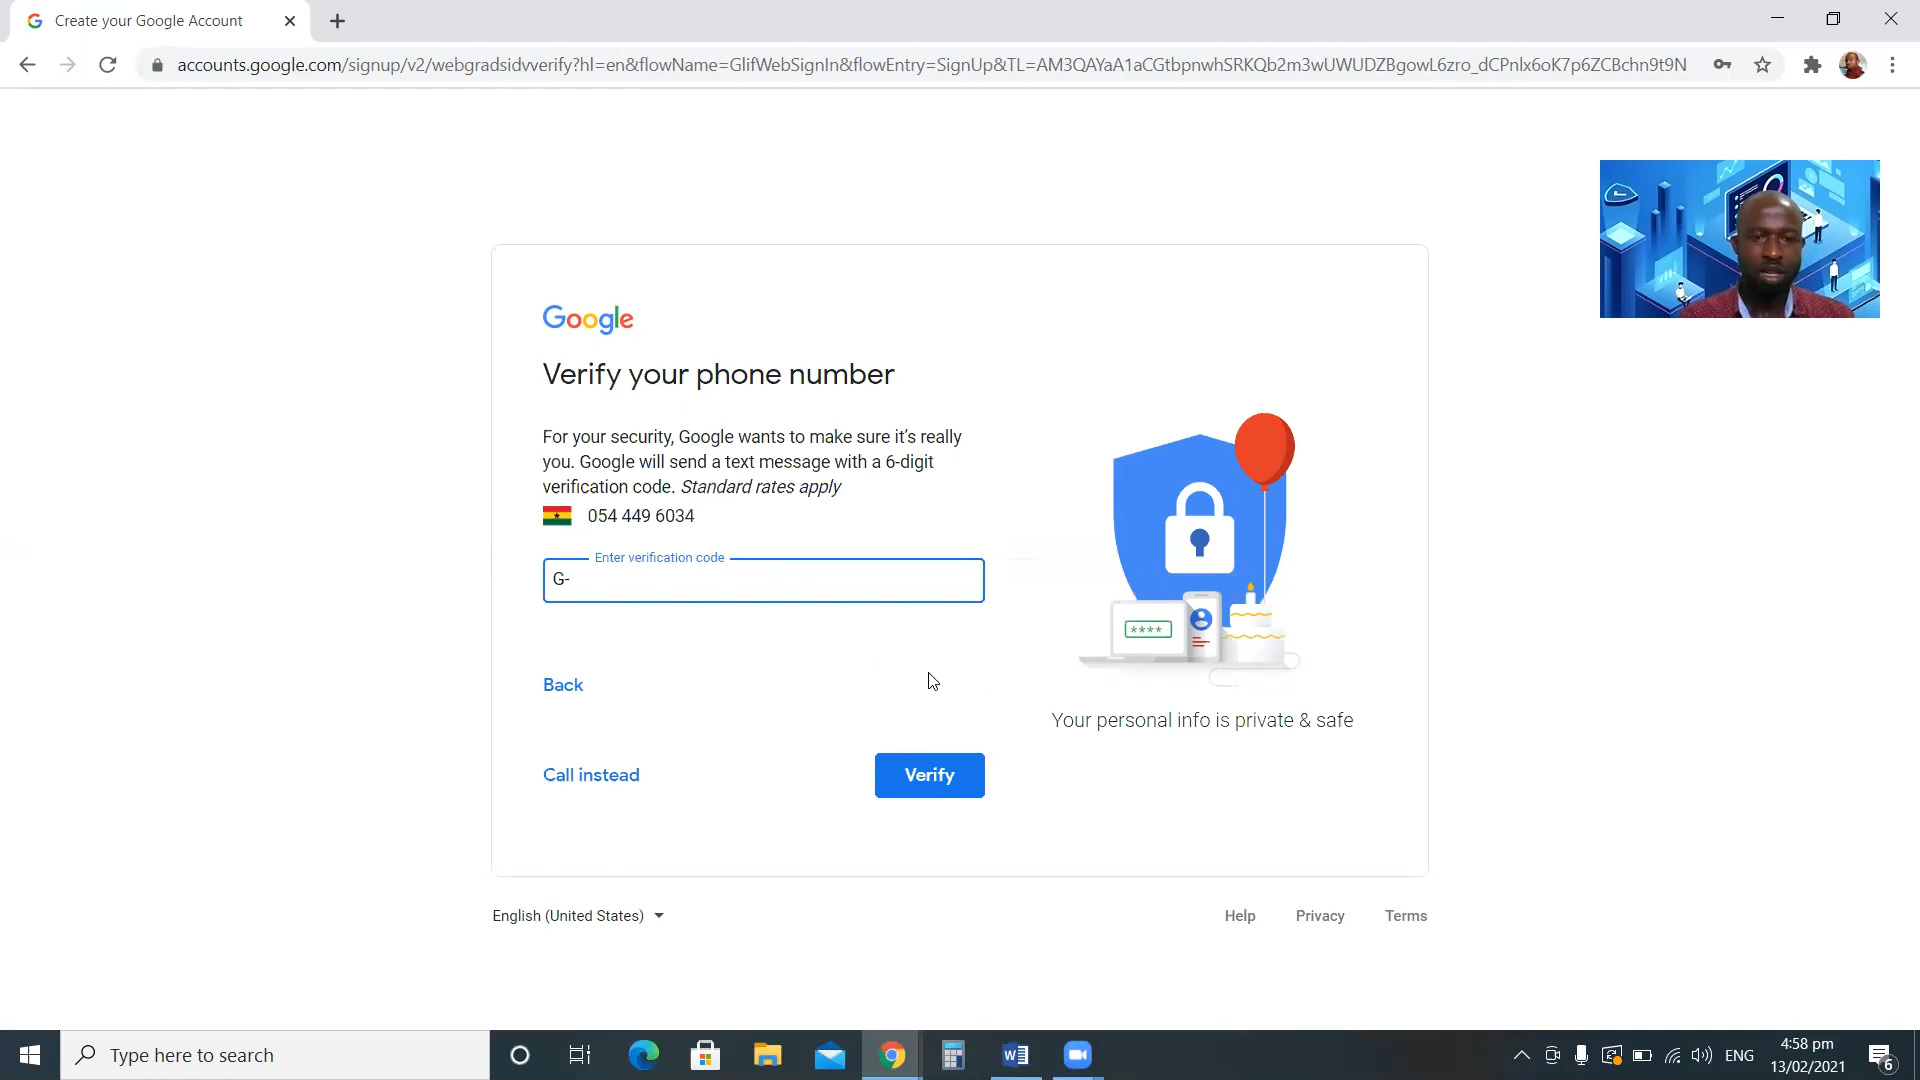 Create your Google Account
accounts.google.com/signup/v2/webgradsidvverify?hl=en&flowName=GlifWebSignIn&flowEntry=SignUp&TL=AM3QAYaA1aCGtbpnwhSRKQb2m3wUWUDZBgowL6zro_dCPnlx6oK7p6ZCBchn9t9N
Google
Verify your phone number
For your security, Google wants to make sure it's really
you. Google will send a text message with a 6-digit
verification code. Standard rates apply
054 449 6034
Enter verification code
G-
Back
Call instead
Verify
****
Your personal info is private & safe
English (United States)
Help
Privacy
Terms
Type here to search
ENG
4:58 pm
13/02/2021
6